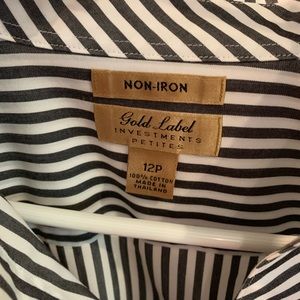 NON-IRON
Gold Label
INVESTMENTS
PETITES
12P
100% COTTON
MADE IN
THAILAND